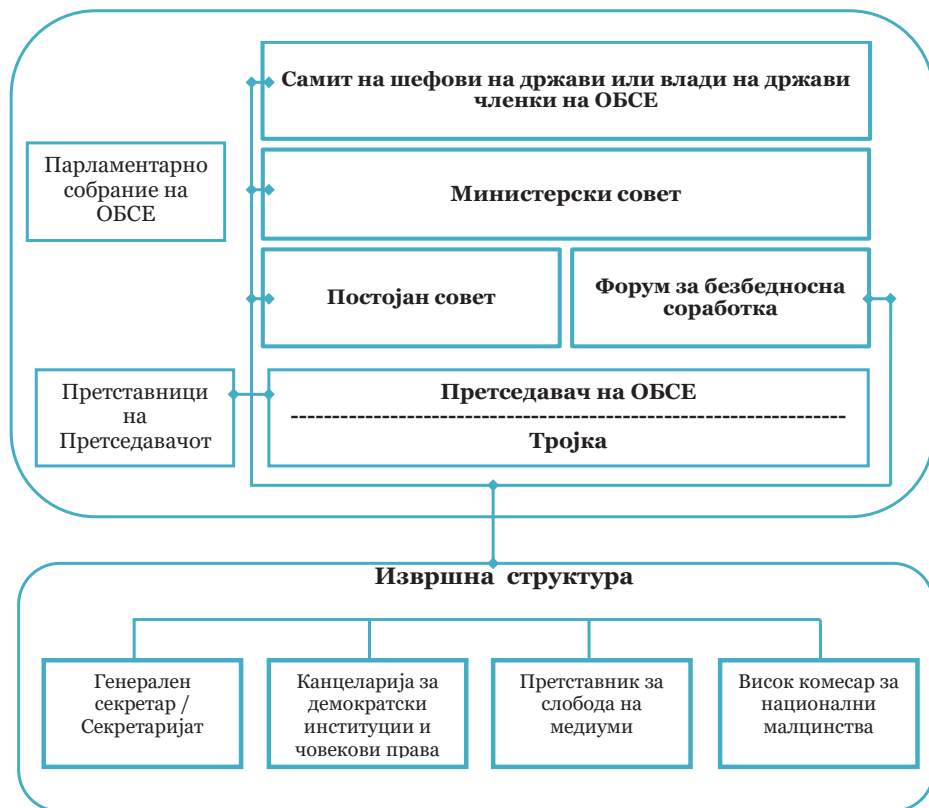 Самит на шефови на држави или влади на држави
членки на ОБСЕ
Парламентарно
собрание на
ОБСЕ
Министерски совет
Постојан совет
Форум за безбедносна
соработка
Претставници
на
Претседавачот
Претседавач на ОБСЕ
Тројка
Извршна структура
Генерален
секретар /
Секретаријат
Канцеларија за
демократски
институции и
човекови права
Претставник за
слобода на
медиуми
Висок комесар за
национални
малцинства